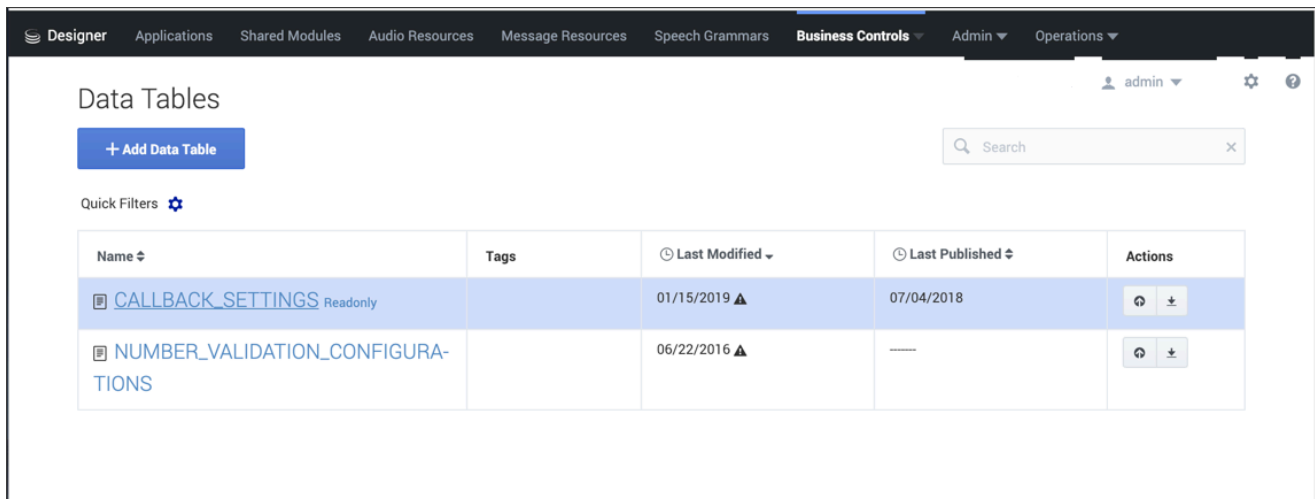 Designer Applications Shared Modules Audio Resources Message Resources Speech Grammars Business Controls Admin Operations
admin
Data Tables
+ Add Data Table
Search
Quick Filters
Name Tags Last Modified Last Published Actions
CALLBACK_SETTINGS Readonly 01/15/2019 07/04/2018
NUMBER_VALIDATION_CONFIGURA- 06/22/2016 -------
TIONS